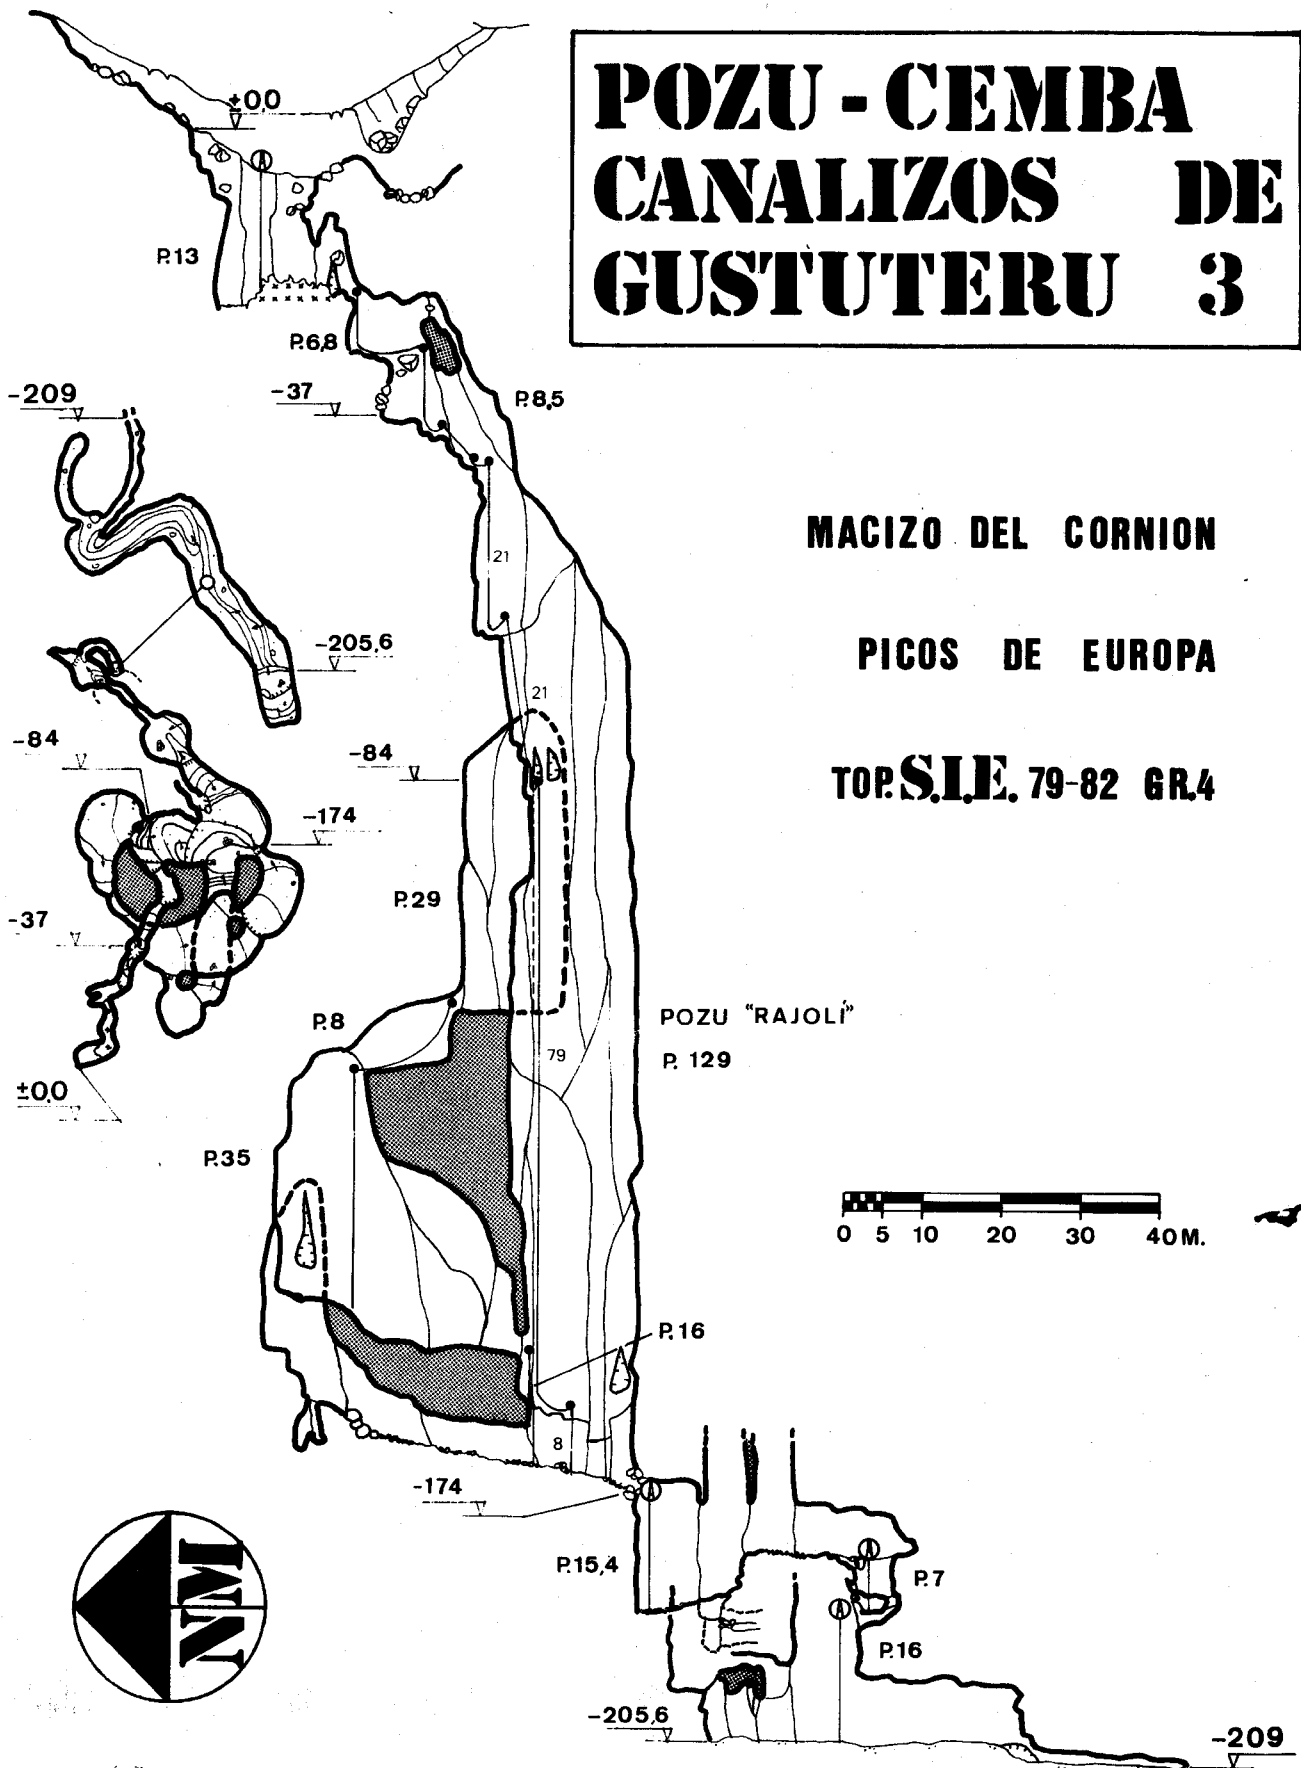 POZU - CEMBA
CANALIZOS DE
GUSTUTERU 3
±0,0
A
P.13
P.6,8
-37
P.8,5
-209
21
MACIZO DEL CORNION
PICOS DE EUROPA
TOP. S.I.E. 79-82 GR.4
-205,6
21
-84
-84
-174
P.29
-37
P.8
POZU "RAJOLÍ"
P. 129
79
±0,0
P.35
0 5 10 20 30 40 M.
P.16
8
-174
A
P.15,4
A
P.7
A
P.16
NM
-205,6
-209